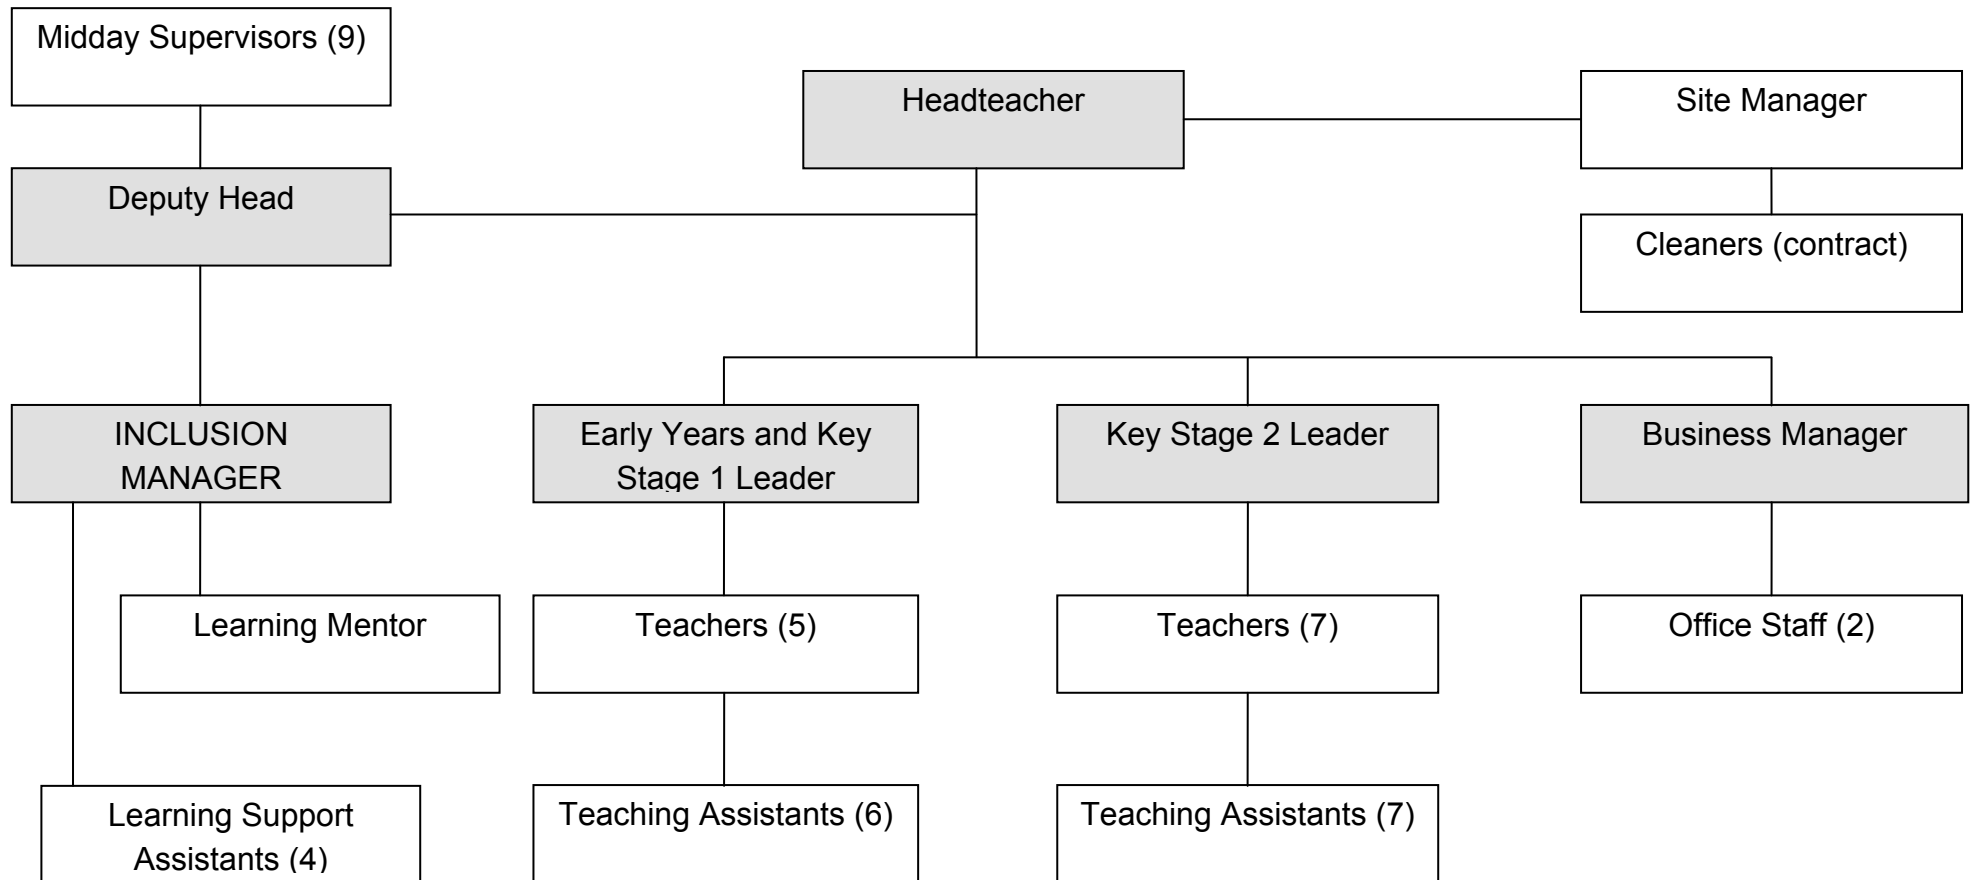 Midday Supervisors (9)
Headteacher
Site Manager
Deputy Head
Cleaners (contract)
INCLUSION
MANAGER
Early Years and Key
Stage 1 Leader
Key Stage 2 Leader
Business Manager
Learning Mentor
Teachers (5)
Teachers (7)
Office Staff (2)
Learning Support
Assistants (4)
Teaching Assistants (6)
Teaching Assistants (7)